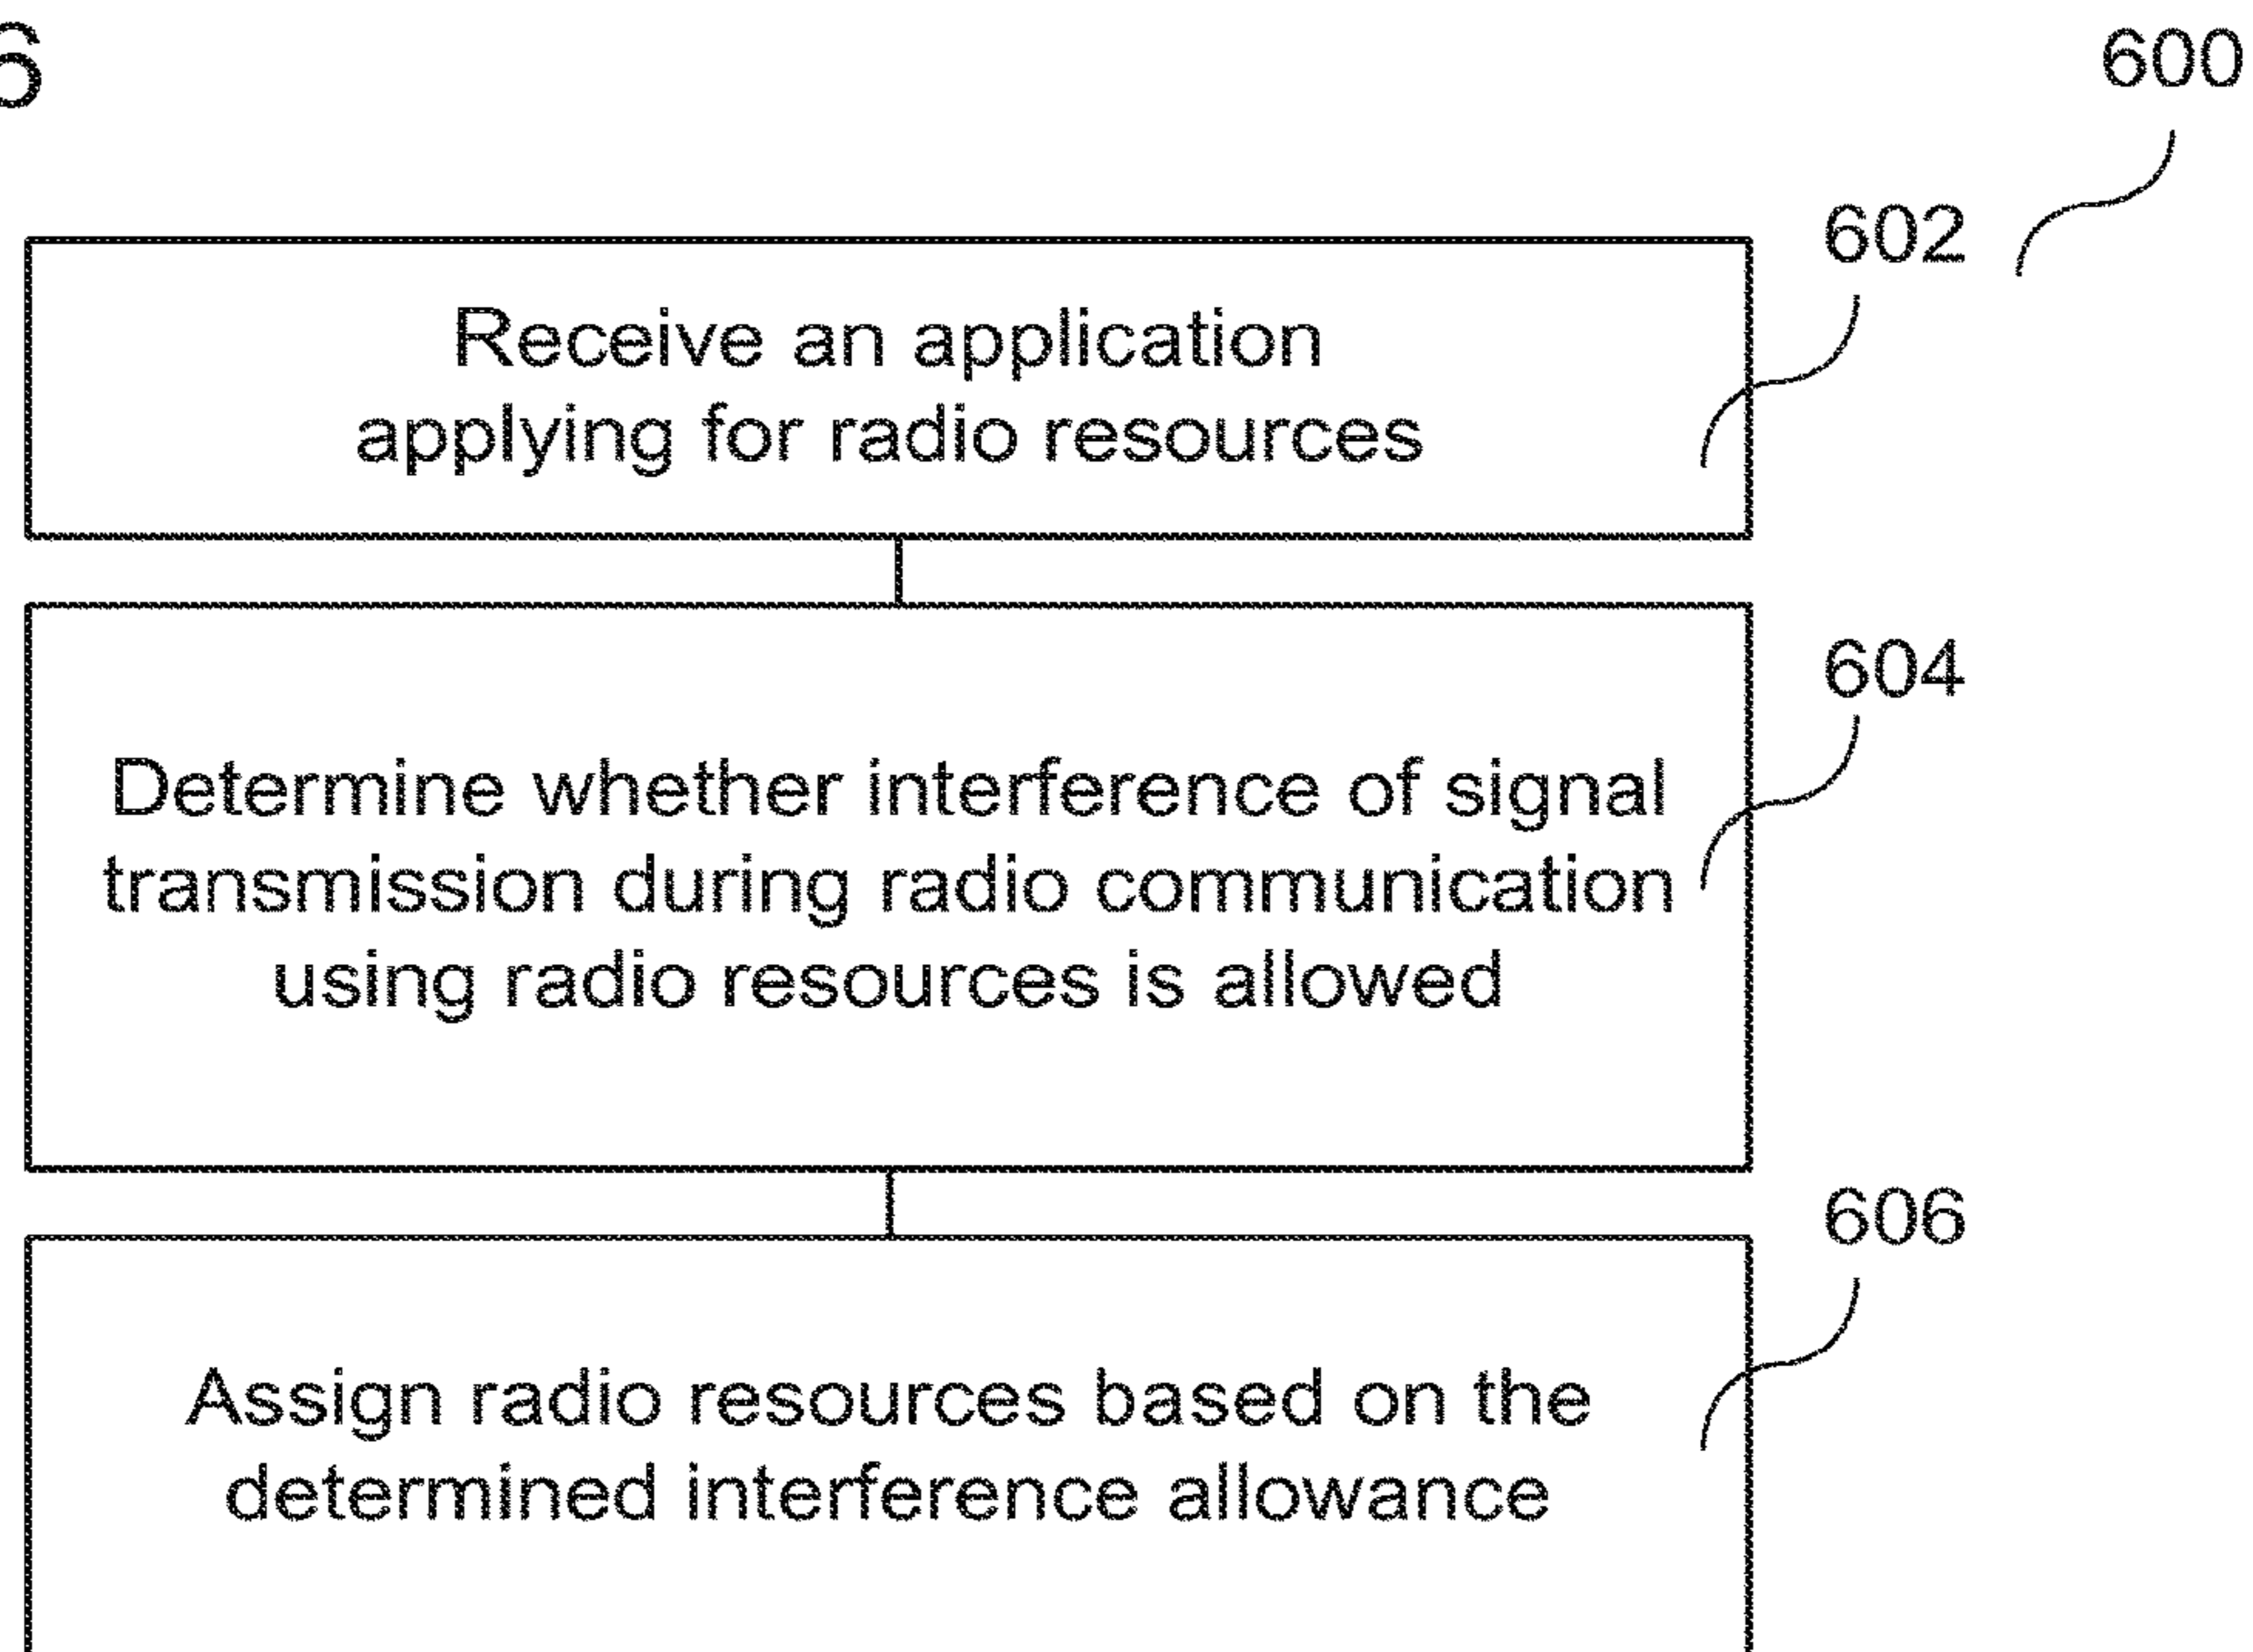 6
600
602
Receive an application
applying for radio resources
604
Determine whether interference of signal
transmission during radio communication
using radio resources is allowed
606
Assign radio resources based on the
determined interference allowance